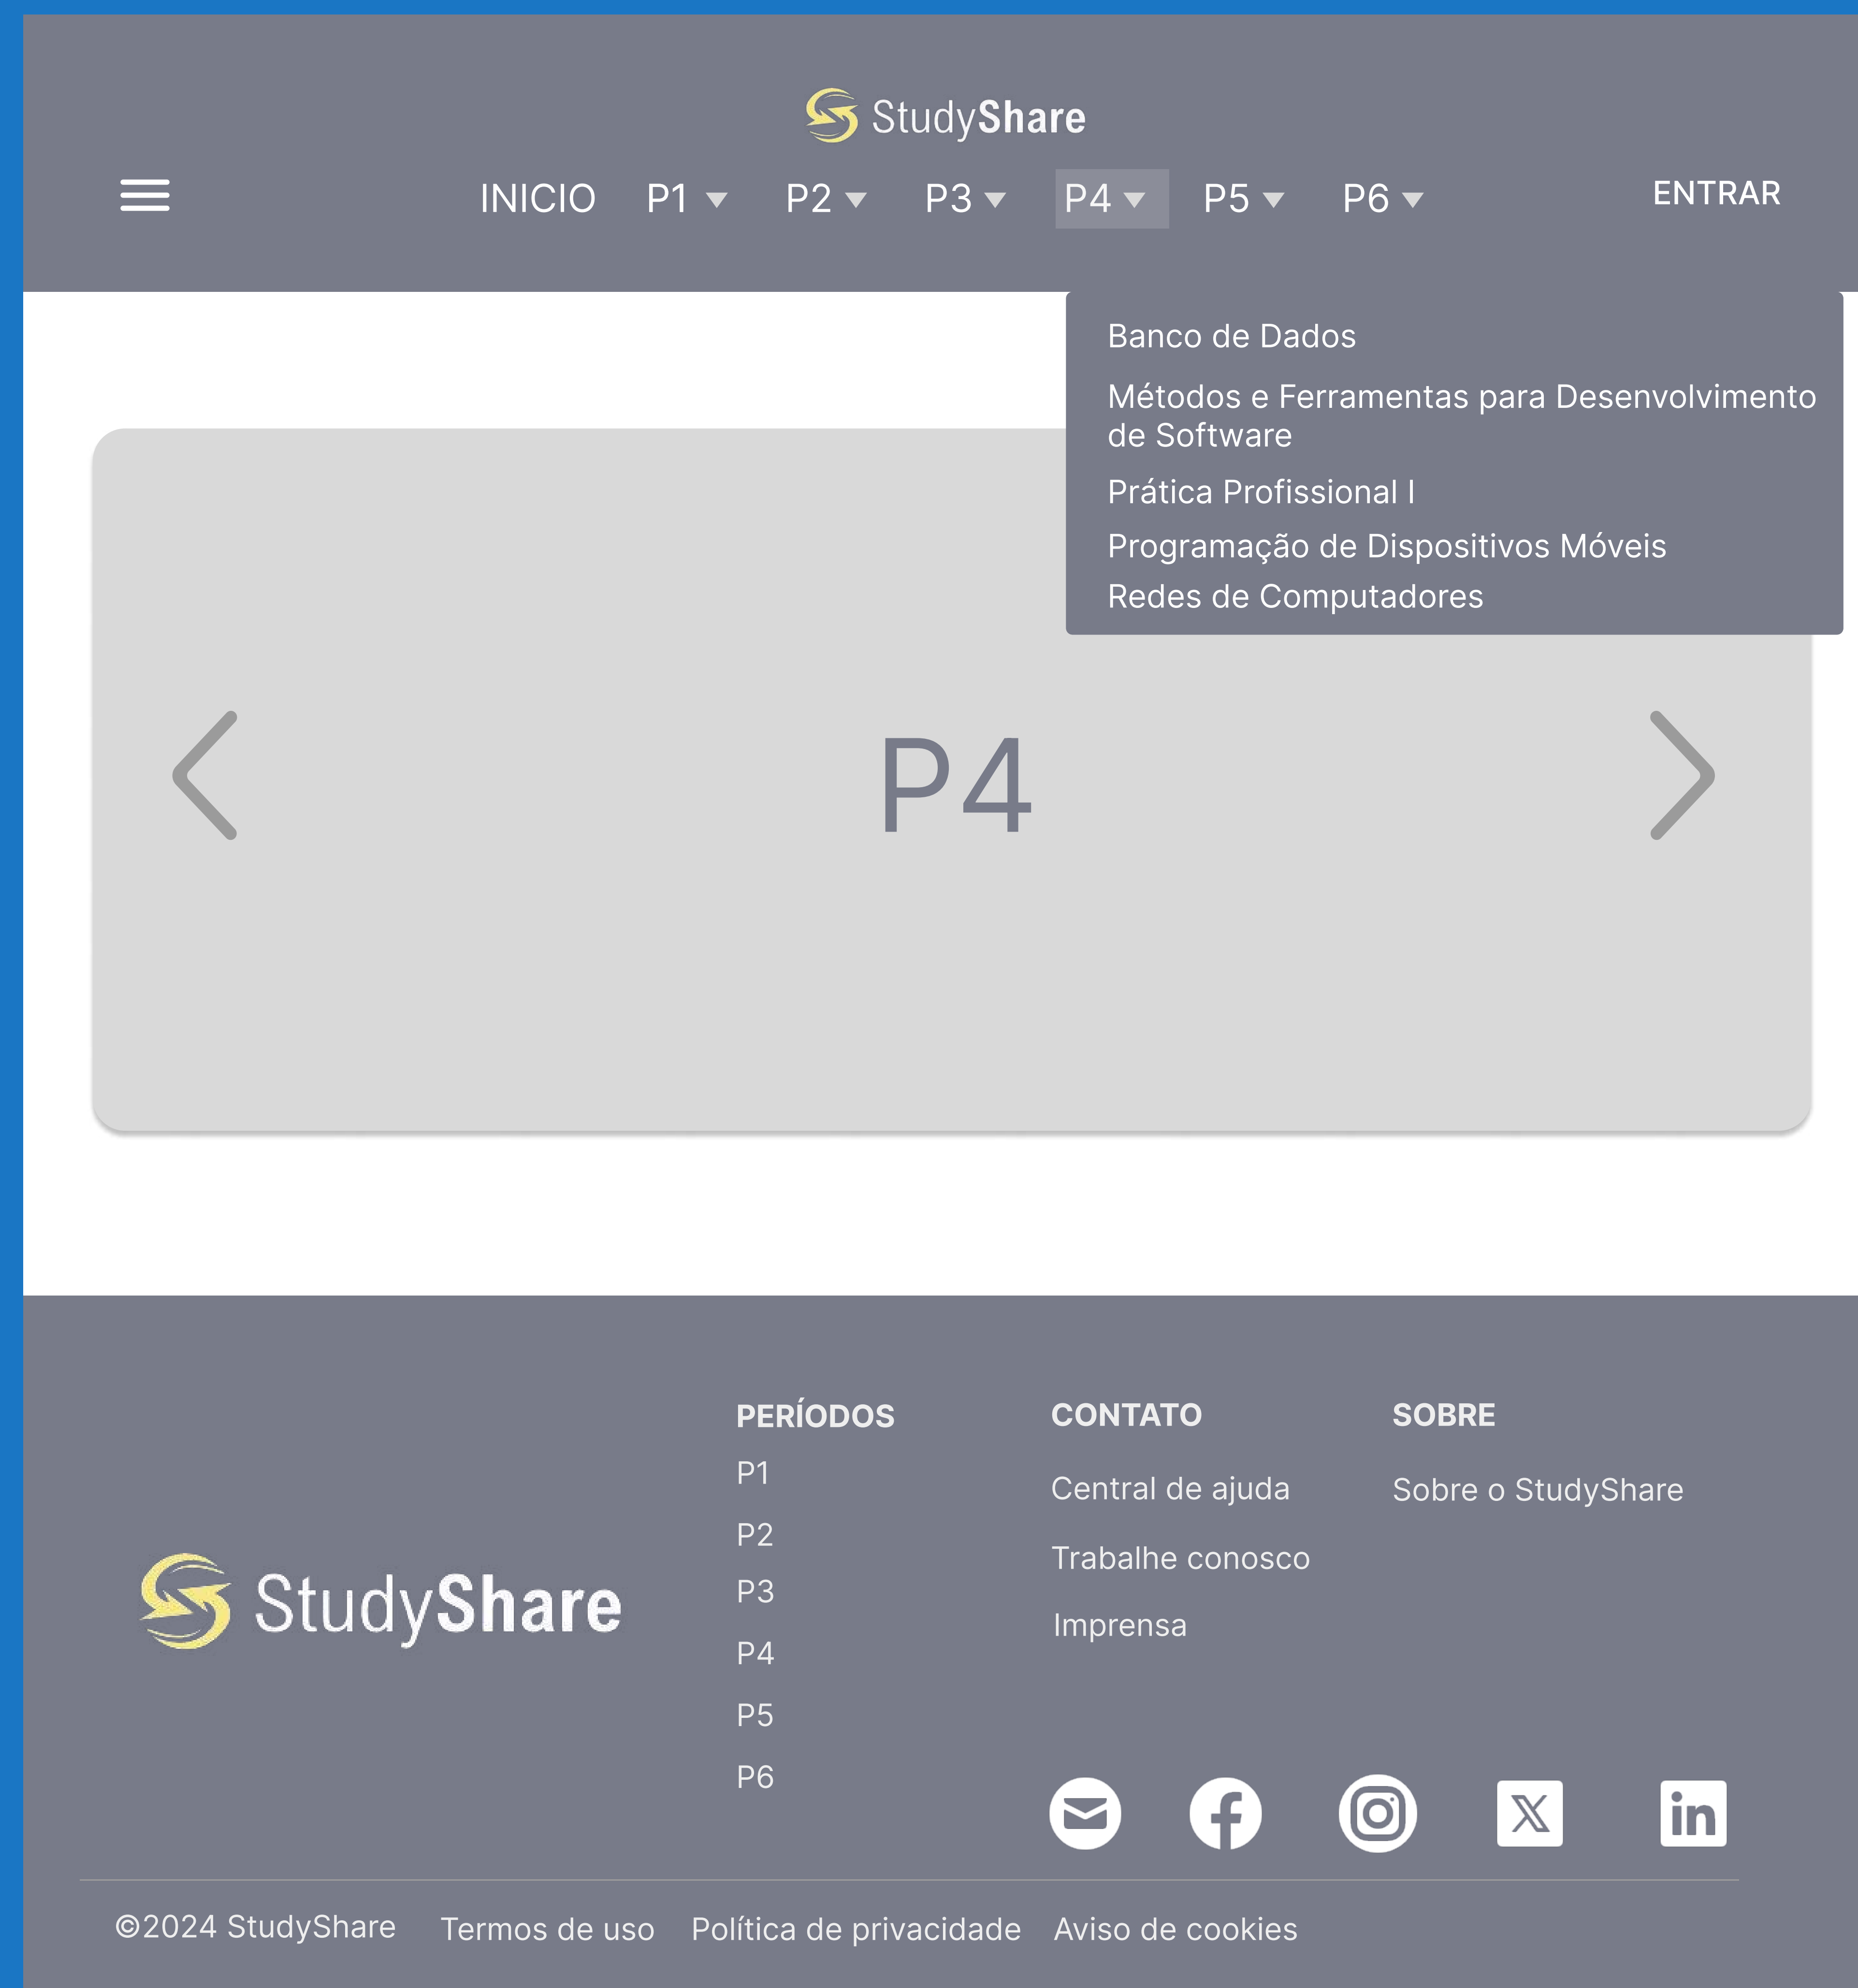 StudyShare
INICIO P1 P2 P3 P4 P5 P6 ENTRAR
Banco de Dados
Métodos e Ferramentas para Desenvolvimento
de Software
Prática Profissional I
Programação de Dispositivos Móveis
Redes de Computadores
P4
StudyShare
PERÍODOS
P1
P2
P3
P4
P5
P6
CONTATO
Central de ajuda
Trabalhe conosco
Imprensa
SOBRE
Sobre o StudyShare
©2024 StudyShare Termos de uso Política de privacidade Aviso de cookies